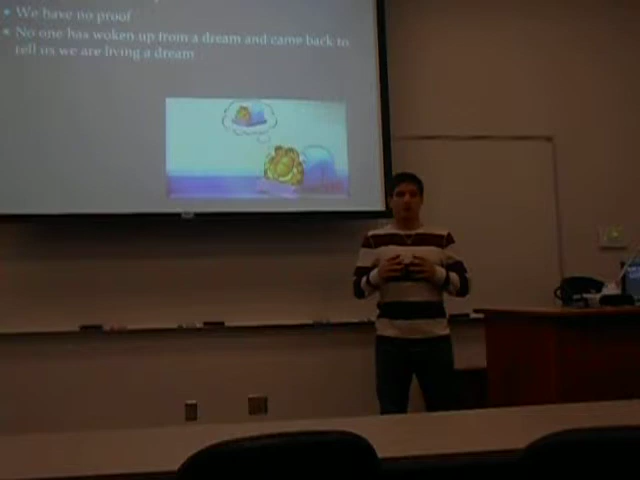 We have no proof
No one has woken up from a dream and came back to
tell us we are living a dream